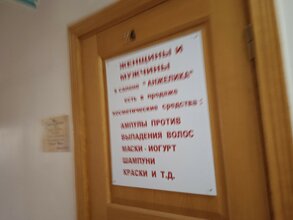 ЖЕНЩИНЫ И
МУЖЧИНЫ
в салоне "АНЖЕЛИКА"
есть в продаже
косметические средства:
АМПУЛЫ ПРОТИВ
ВЫПАДЕНИЯ ВОЛОС
МАСКИ-ЙОГУРТ
ШАМПУНИ
КРАСКИ И Т.Д.